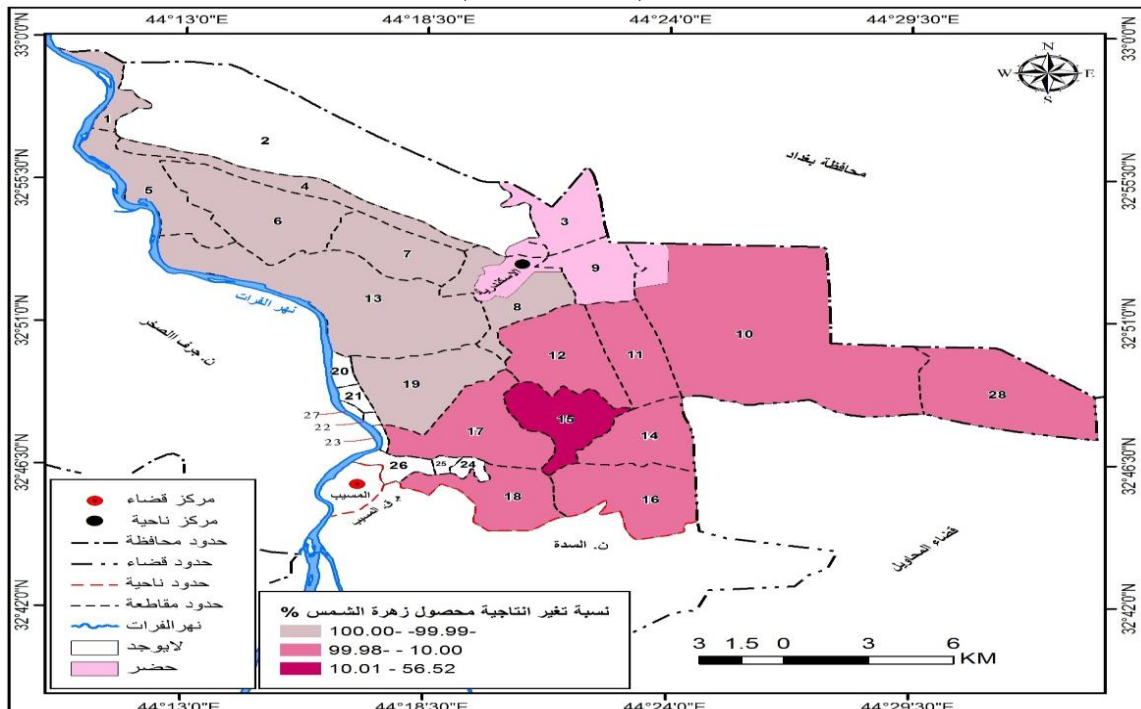 44°13'0"E 44°18'30"E 44°24'0"E 44°29'30"E
33°0'0"N
32°55'30"N
32°51'0"N
32°46'30"N
32°42'0"N
33°0'0"N
32°55'30"N
32°51'0"N
32°46'30"N
32°42'0"N
N
W E
S
محافظة بغداد
1
2
3
4
5
6
7
8
9
10
11
12
13
14
15
16
17
18
19
20
21
27
22
23
24
25
26
28
نهر الفرات
ن. جرف الصخر
المسيب
ن. السدة
قضاء المحاويل
مركز قضاء
مركز ناحية
حدود محافظة
حدود قضاء
حدود ناحية
حدود مقاطعة
نهرالفرات
لايوجد
حضر
نسبة تغير انتاجية محصول زهرة الشمس %
100.00- -99.99-
99.98- - 10.00
10.01 - 56.52
3 1.5 0 3 6
KM
44°13'0"E 44°18'30"E 44°24'0"E 44°29'30"E